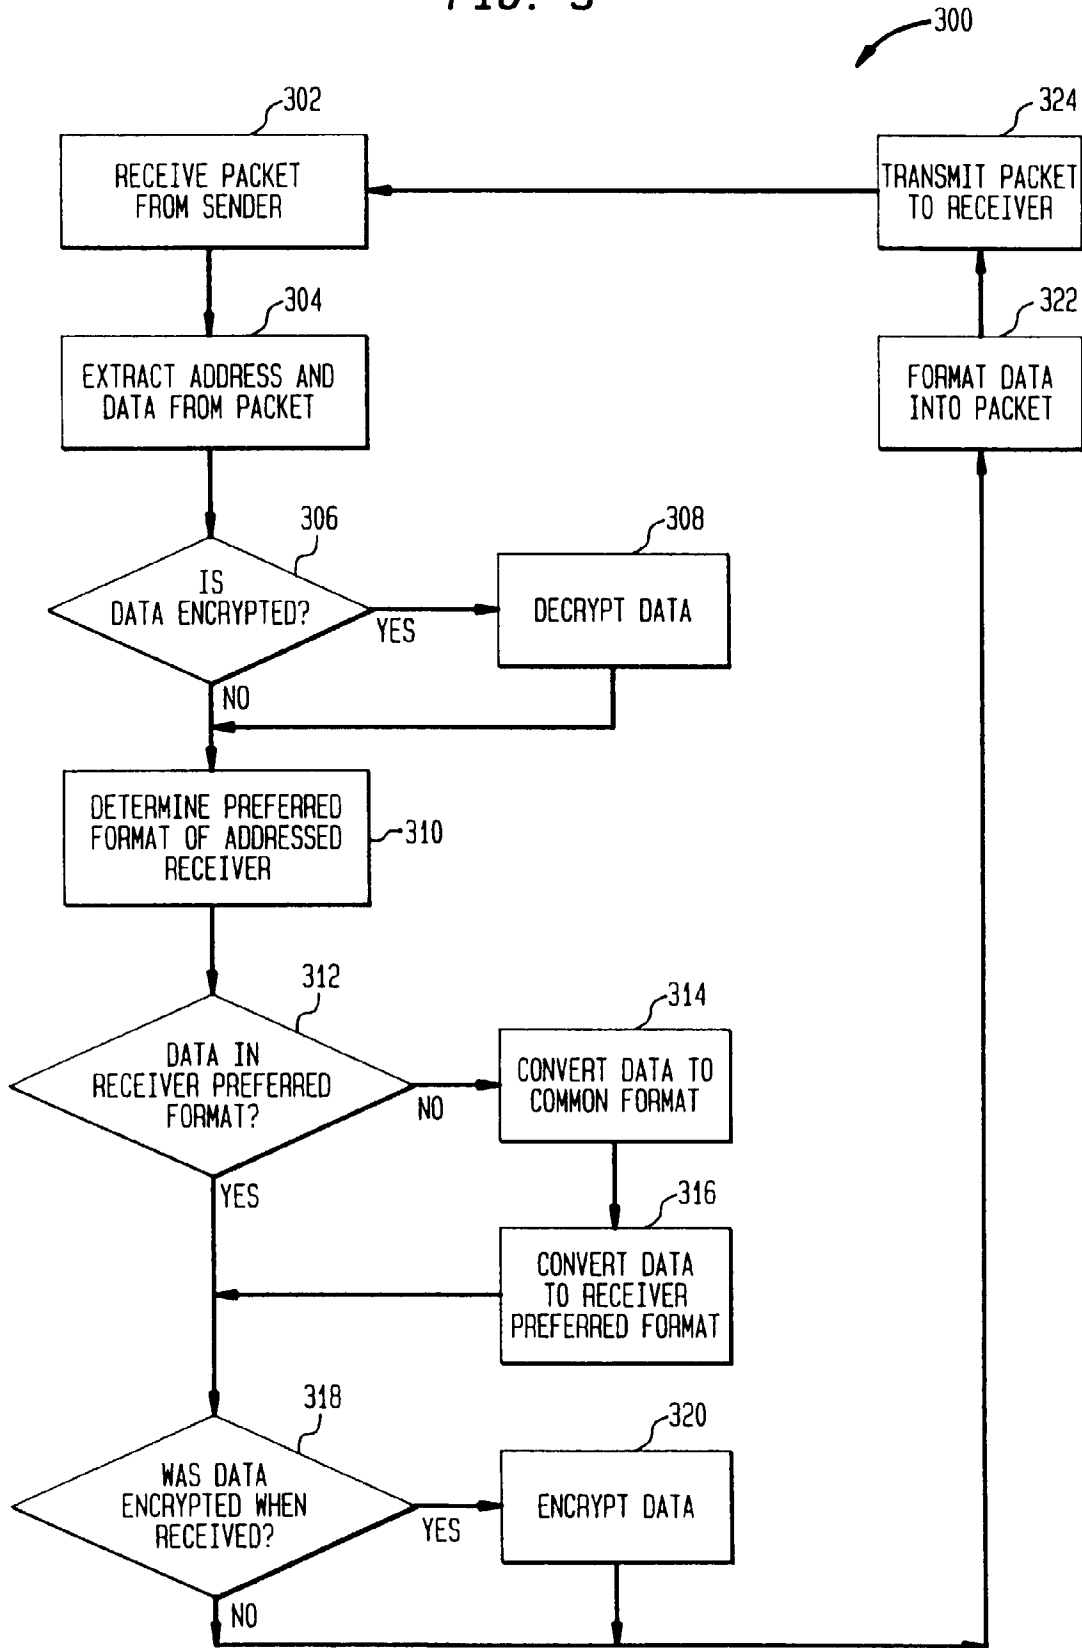 300
302
324
RECEIVE PACKET
FROM SENDER
TRANSMIT PACKET
TO RECEIVER
304
322
EXTRACT ADDRESS AND
DATA FROM PACKET
FORMAT DATA
INTO PACKET
306
308
IS
DATA ENCRYPTED?
YES
DECRYPT DATA
NO
DETERMINE PREFERRED
FORMAT OF ADDRESSED
RECEIVER
310
312
314
DATA IN
RECEIVER PREFERRED
FORMAT?
NO
CONVERT DATA TO
COMMON FORMAT
YES
316
CONVERT DATA
TO RECEIVER
PREFERRED FORMAT
318
320
WAS DATA
ENCRYPTED WHEN
RECEIVED?
YES
ENCRYPT DATA
NO